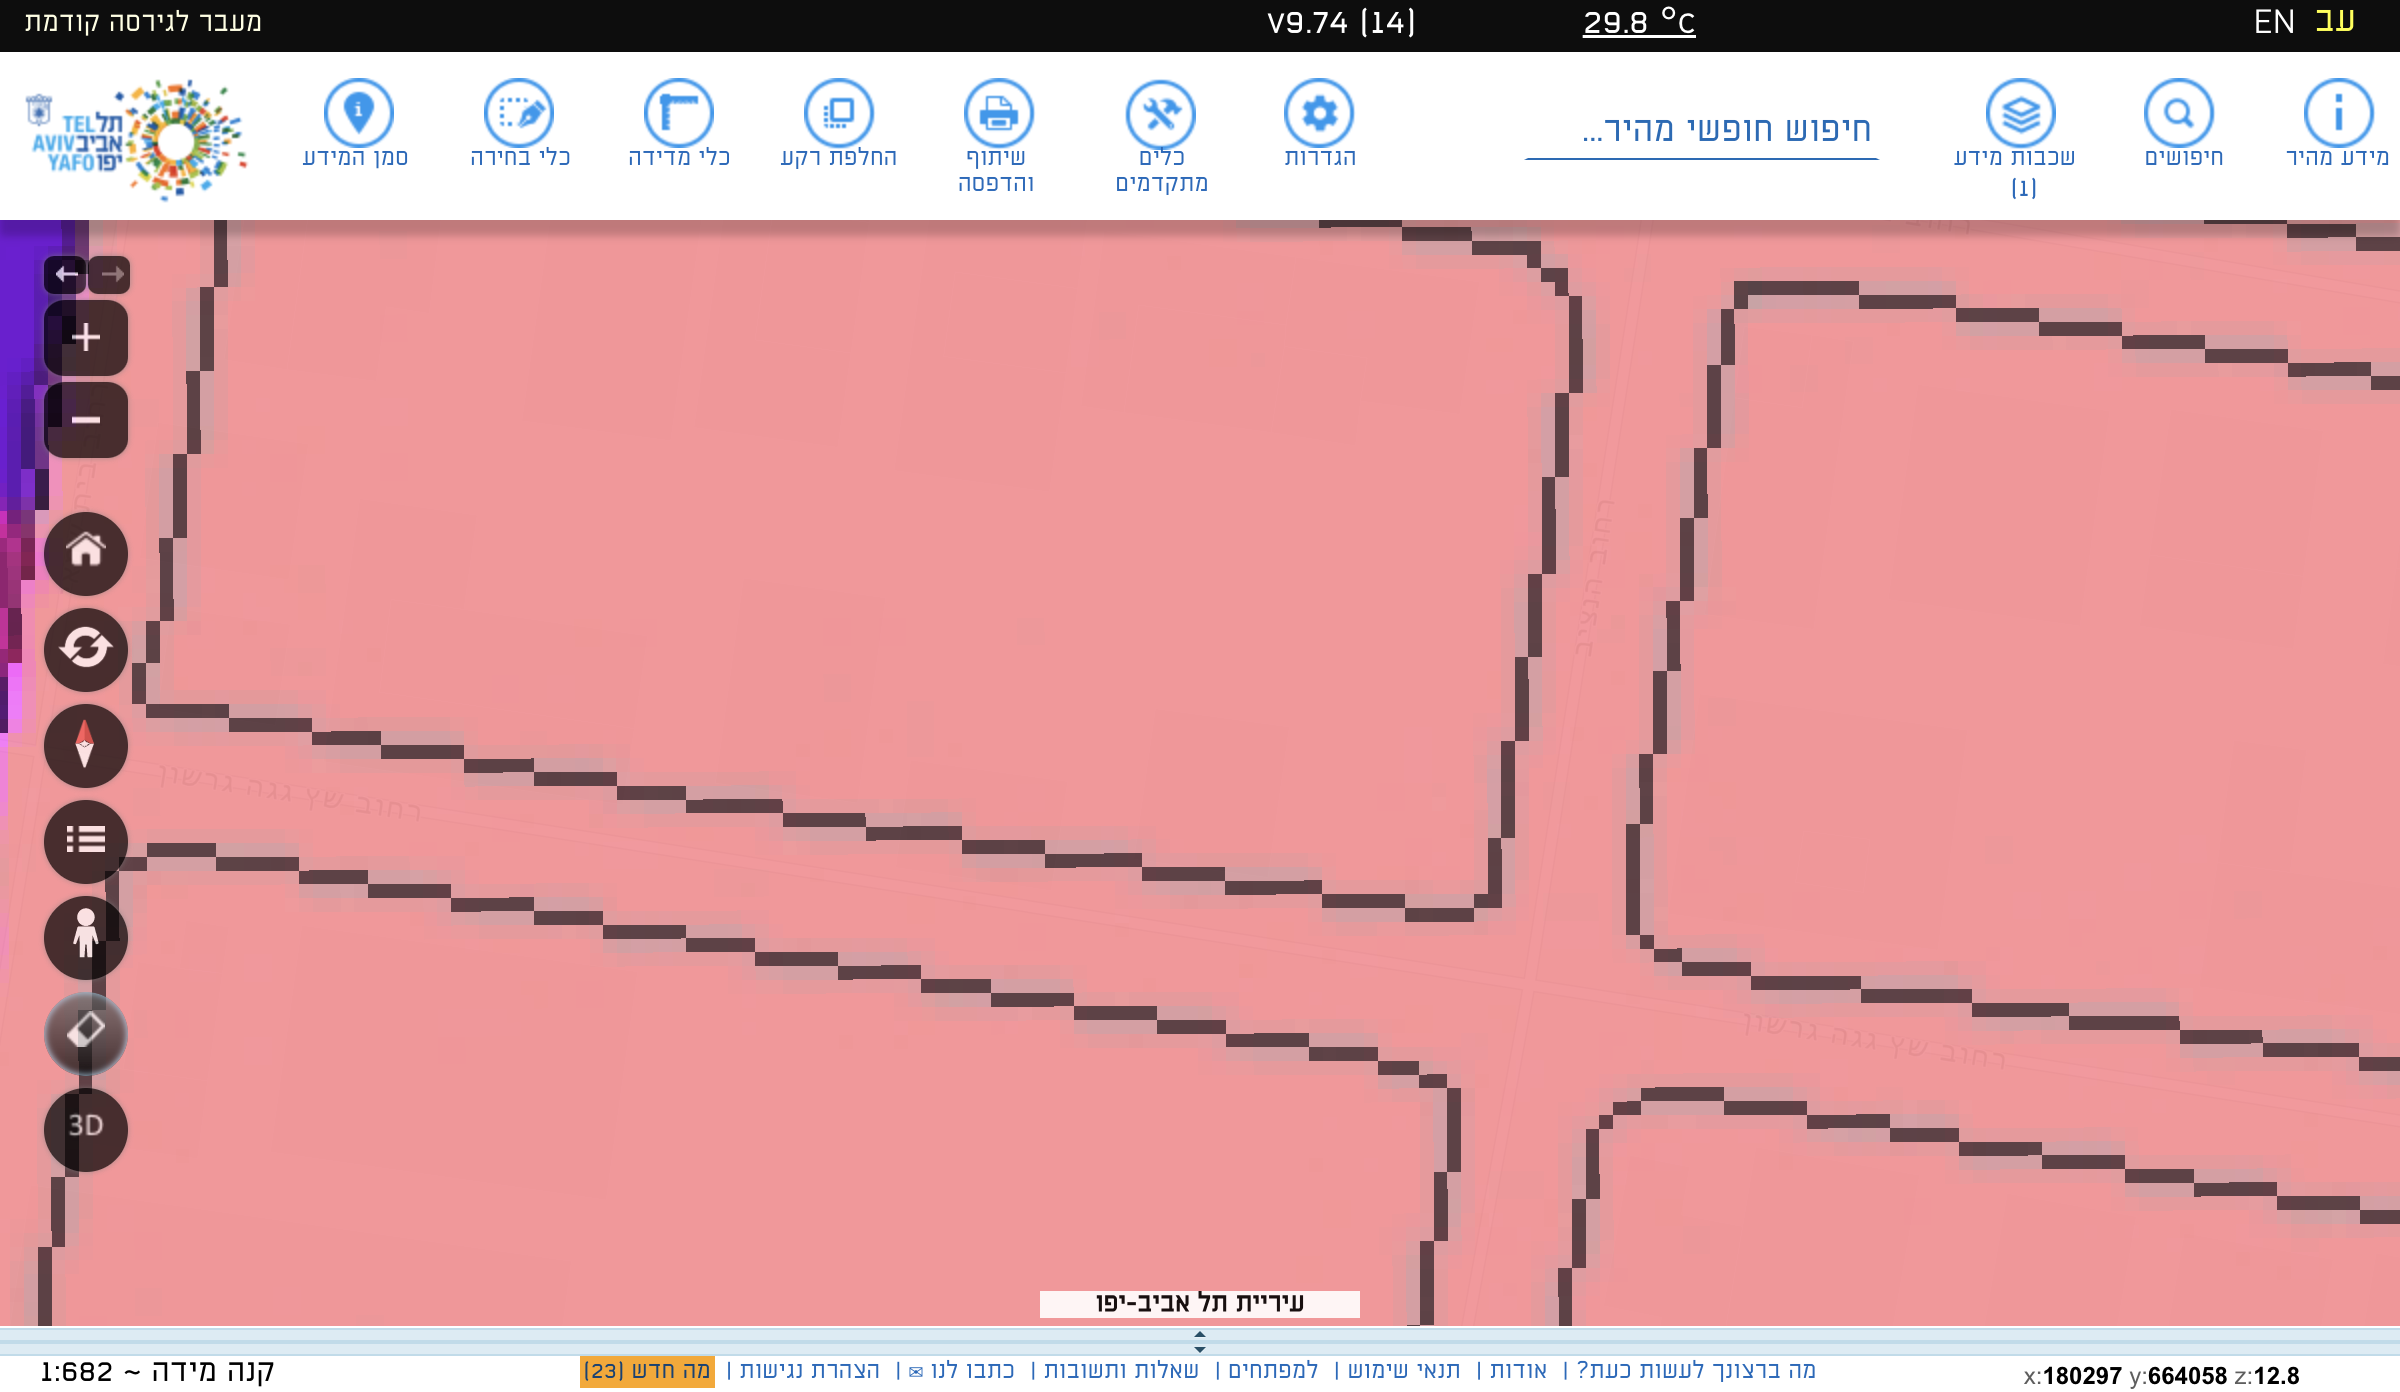 עב EN
29.8 °C
V9.74 (14)
מעבר לגירסה קודמת
מידע מהיר
חיפושים
שכבות מידע
(1)
חיפוש חופשי מהיר...
הגדרות
כלים
מתקדמים
שיתוף
והדפסה
החלפת רקע
כלי מדידה
כלי בחירה
סמן המידע
תל TEL
אביב AVIV
יפו YAFO
רחוב
רחוב הנציב
רחוב שץ גגה גרשון
רחוב שץ גגה גרשון
3D
עיריית תל אביב-יפו
מה ברצונך לעשות כעת? | אודות | תנאי שימוש | למפתחים | שאלות ותשובות | כתבו לנו ✉ | הצהרת נגישות | מה חדש (23)
קנה מידה ~ 1:682
x:180297 y:664058 z:12.8